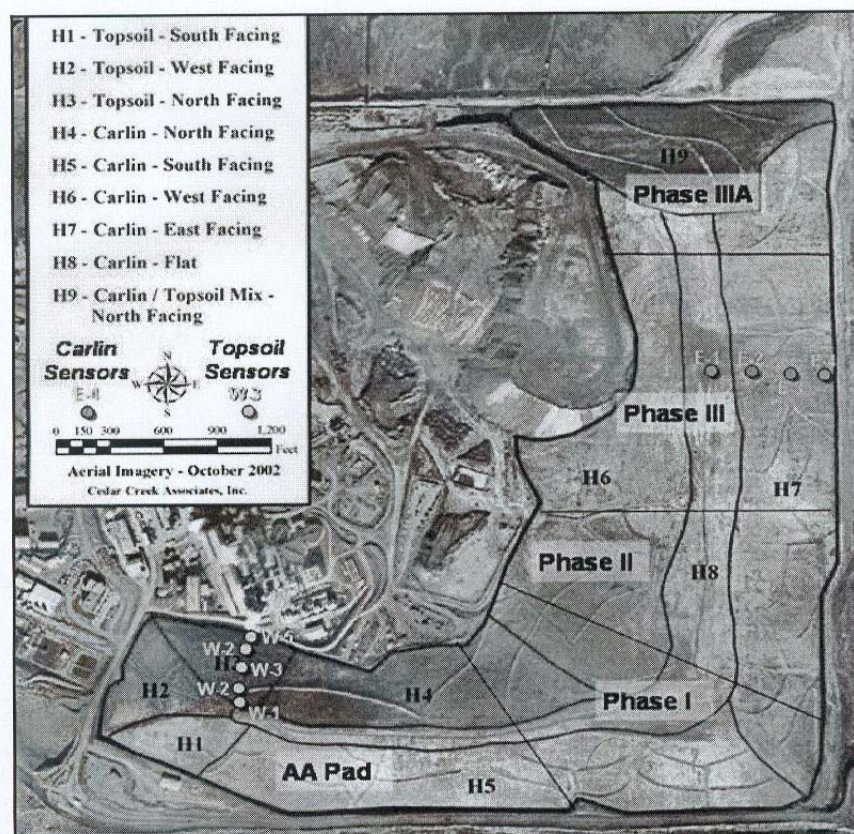 H1 - Topsoil - South Facing
H2 - Topsoil - West Facing
H3 - Topsoil - North Facing
H4 - Carlin - North Facing
H5 - Carlin - South Facing
H6 - Carlin - West Facing
H7 - Carlin - East Facing
H8 - Carlin - Flat
H9 - Carlin / Topsoil Mix -
North Facing
Carlin Sensors
Topsoil Sensors
N
W
E
S
E-4
W-3
0 150 300 600 900 1,200
Feet
Aerial Imagery - October 2002
Cedar Creek Associates, Inc.
H9
Phase IIIA
E-2
Phase III
H6
H7
Phase II
H8
W-5
W-2
W-3
H2
W-2
H4
W-1
Phase I
H1
AA Pad
H5